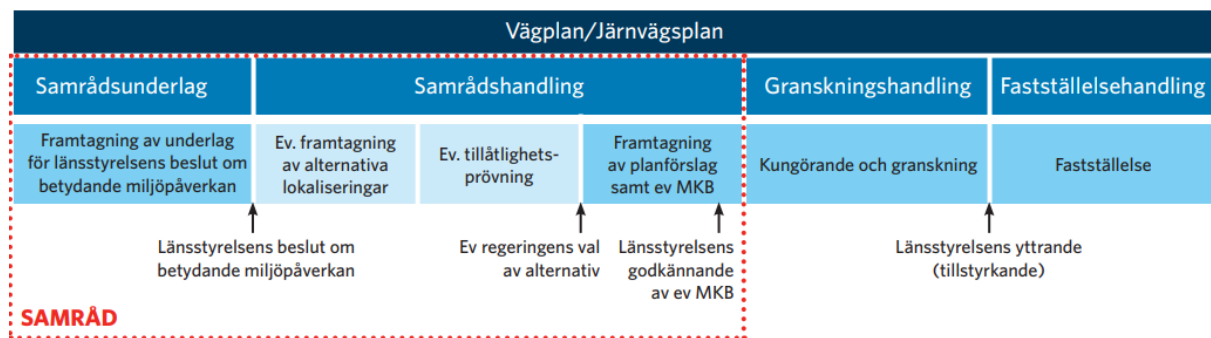 Vägplan/Järnvägsplan
Samrådsunderlag
Samrådshandling
Granskningshandling
Fastställelsehandling
Framtagning av underlag
för länsstyrelsens beslut om
betydande miljöpåverkan
Ev. framtagning
av alternativa
lokaliseringar
Ev. tillåtlighets-
prövning
Framtagning
av planförslag
samt ev MKB
Kungörande och granskning
Fastställelse
Länsstyrelsens beslut om
betydande miljöpåverkan
Ev regeringens val
av alternativ
Länsstyrelsens
godkännande
av ev MKB
Länsstyrelsens yttrande
(tillstyrkande)
SAMRÅD